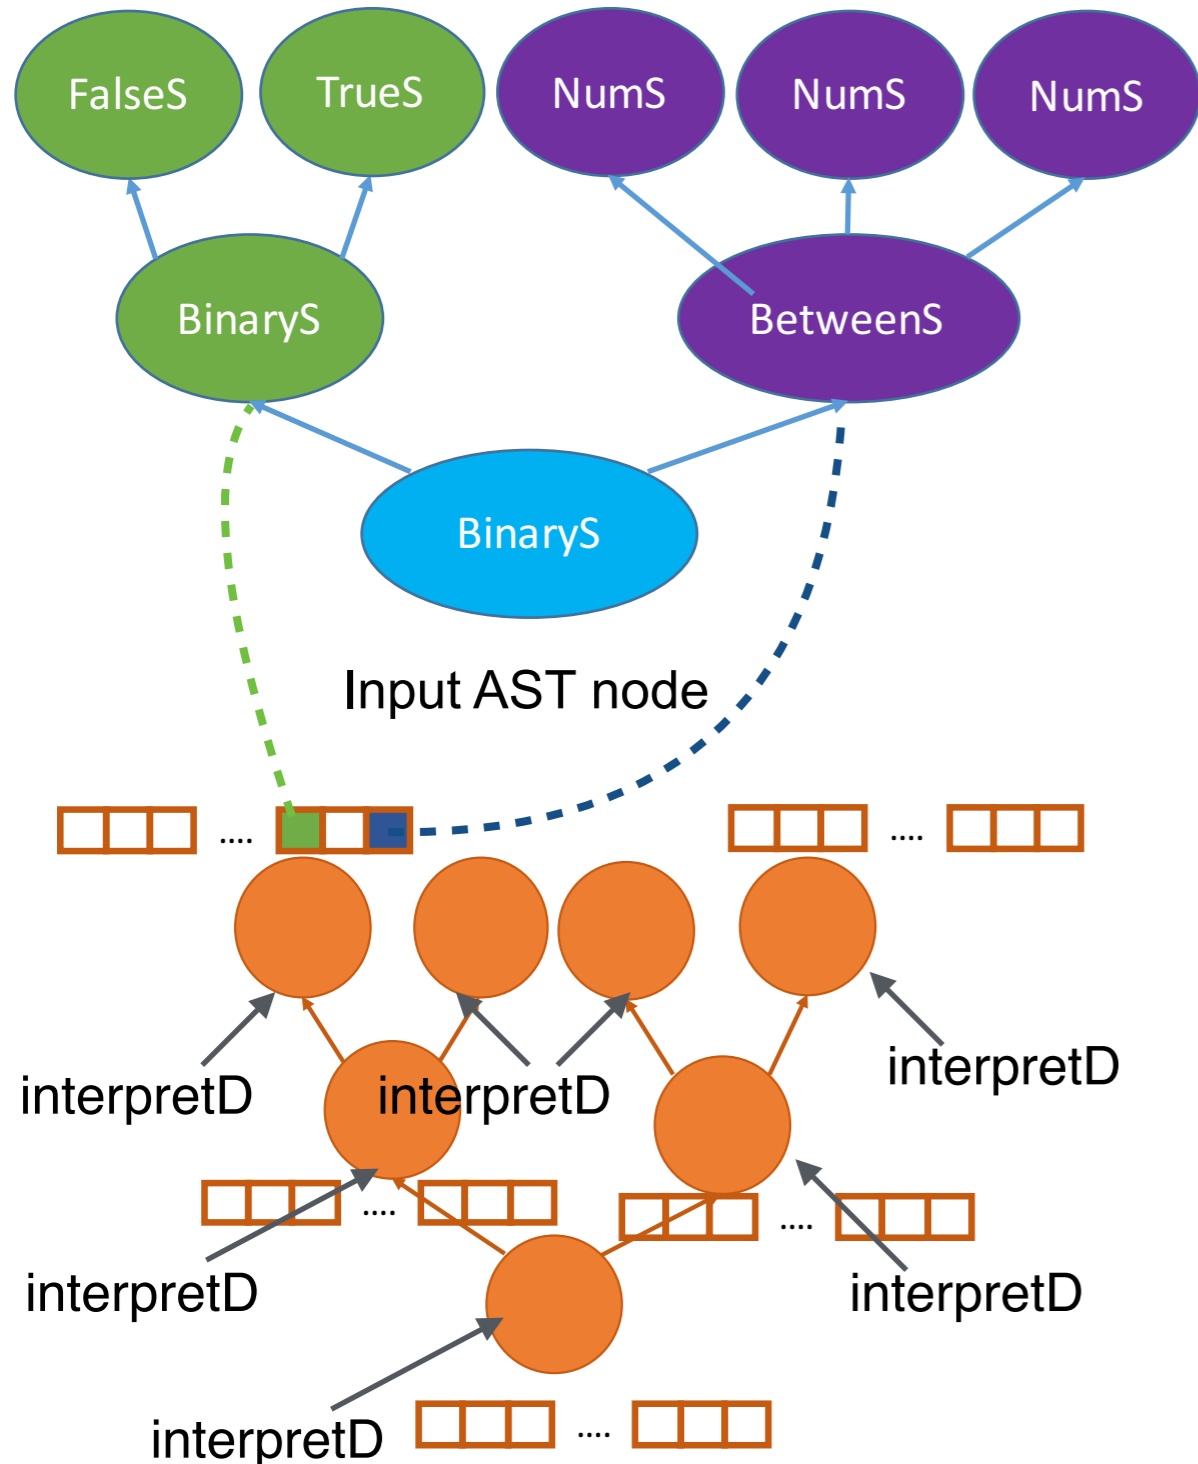 FalseS
TrueS
NumS
NumS
NumS
BinaryS
BetweenS
BinaryS
Input AST node
....
....
interpretD
interpretD
interpretD
....
....
interpretD
interpretD
interpretD
....